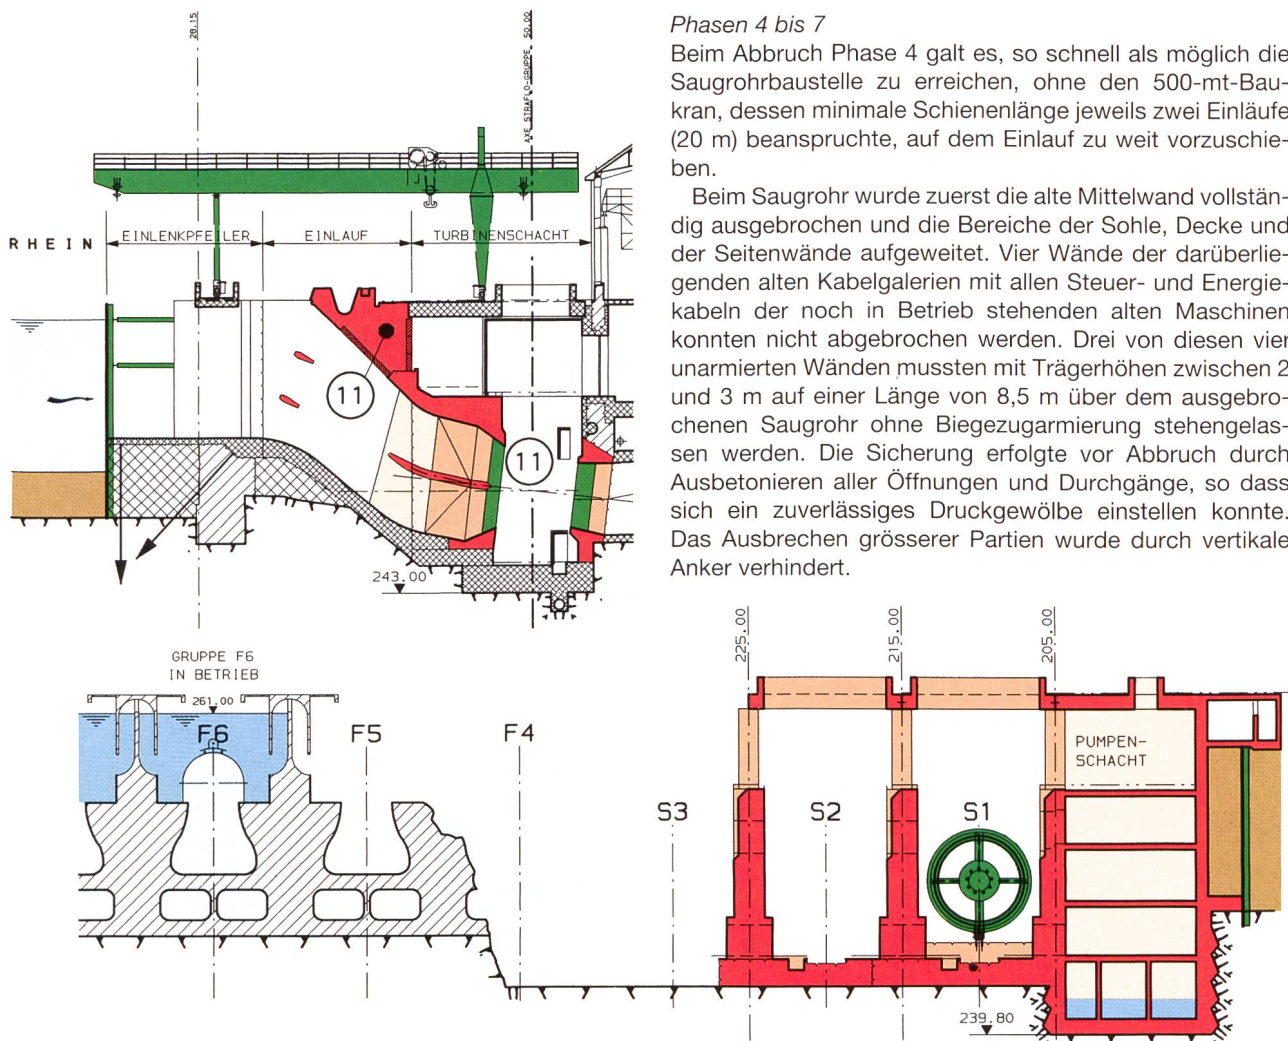 28.15
AXE STRAFLO-GRUPPE 50.00
RHEIN
EINLENKPFEILER
EINLAUF
TURBINENSCHACHT
11
11
243.00
Phasen 4 bis 7
Beim Abbruch Phase 4 galt es, so schnell als möglich die
Saugrohrbaustelle zu erreichen, ohne den 500-mt-Bau-
kran, dessen minimale Schienenlänge jeweils zwei Einläufe
(20 m) beanspruchte, auf dem Einlauf zu weit vorzuschie-
ben.
Beim Saugrohr wurde zuerst die alte Mittelwand vollstän-
dig ausgebrochen und die Bereiche der Sohle, Decke und
der Seitenwände aufgeweitet. Vier Wände der darüberlie-
genden alten Kabelgalerien mit allen Steuer- und Energie-
kabeln der noch in Betrieb stehenden alten Maschinen
konnten nicht abgebrochen werden. Drei von diesen vier
unarmierten Wänden mussten mit Trägerhöhen zwischen 2
und 3 m auf einer Länge von 8,5 m über dem ausgebro-
chenen Saugrohr ohne Biegezugarmierung stehengelas-
sen werden. Die Sicherung erfolgte vor Abbruch durch
Ausbetonieren aller Öffnungen und Durchgänge, so dass
sich ein zuverlässiges Druckgewölbe einstellen konnte.
Das Ausbrechen grösserer Partien wurde durch vertikale
Anker verhindert.
GRUPPE F6
IN BETRIEB
261.00
F6
F5
F4
S3
S2
S1
225.00
215.00
205.00
PUMPEN-
SCHACHT
239.80